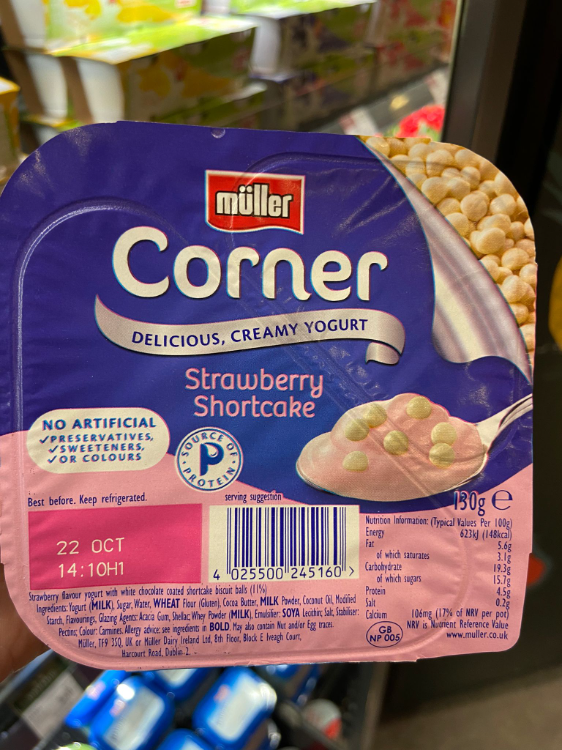 müller
Corner
DELICIOUS, CREAMY YOGURT
Strawberry
Shortcake
NO ARTIFICIAL
✓PRESERVATIVES,
✓SWEETENERS,
✓OR COLOURS
SOURCE OF
P
PROTEIN
130g e
Best before. Keep refrigerated.
serving suggestion
22 OCT
14:10H1
4 025500 245160 >
Nutrition Information: (Typical Values Per 100g)
Energy 623kJ (148kcal)
Fat 5.6g
of which saturates 3.1g
Carbohydrate 19.3g
of which sugars 15.7g
Protein 4.5g
Salt 0.2g
Calcium 106mg (17% of NRV per pot)
NRV is Nutrient Reference Value
www.muller.co.uk
GB
NP 005
Strawberry flavour yogurt with white chocolate coated shortcake biscuit balls (11%)
Ingredients: Yogurt (MILK), Sugar, Water, WHEAT Flour (Gluten), Cocoa Butter, MILK Powder, Coconut Oil, Modified
Starch, Flavourings, Glazing Agents: Acacia Gum, Shellac; Whey Powder (MILK), Emulsifier: SOYA Lecithin; Salt, Stabiliser:
Pectins; Colour: Carmines. Allergy advice: see ingredients in BOLD. May also contain Nut and/or Egg traces.
Müller, TF9 3SQ, UK or Müller Dairy Ireland Ltd, 8th Floor, Block E Iveagh Court,
Harcourt Road, Dublin 2.